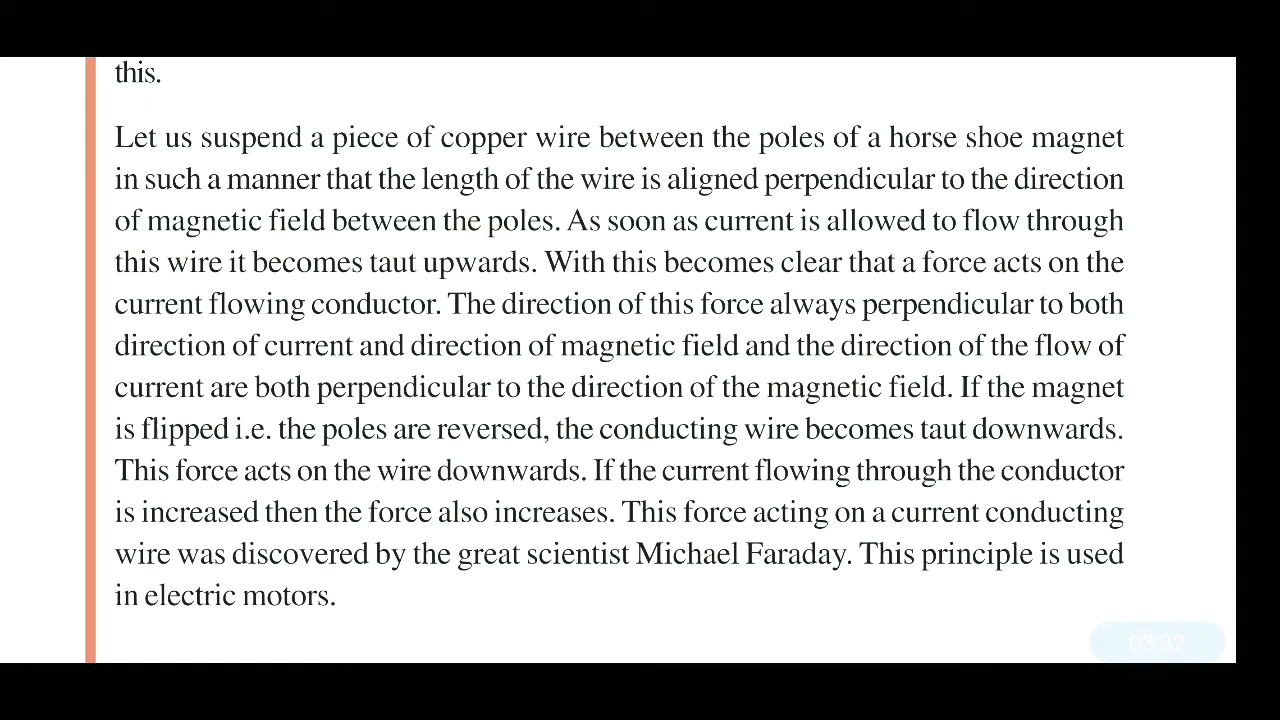 this.
Let us suspend a piece of copper wire between the poles of a horse shoe magnet
in such a manner that the length of the wire is aligned perpendicular to the direction
of magnetic field between the poles. As soon as current is allowed to flow through
this wire it becomes taut upwards. With this becomes clear that a force acts on the
current flowing conductor. The direction of this force always perpendicular to both
direction of current and direction of magnetic field and the direction of the flow of
current are both perpendicular to the direction of the magnetic field. If the magnet
is flipped i.e. the poles are reversed, the conducting wire becomes taut downwards.
This force acts on the wire downwards. If the current flowing through the conductor
is increased then the force also increases. This force acting on a current conducting
wire was discovered by the great scientist Michael Faraday. This principle is used
in electric motors.
03:32